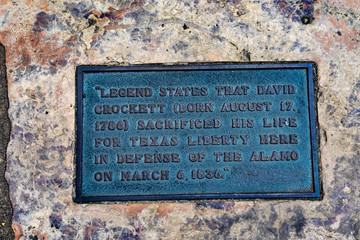 "LEGEND STATES THAT DAVID
CROCKETT (BORN AUGUST 17,
1786) SACRIFICED HIS LIFE
FOR TEXAS LIBERTY HERE
IN DEFENSE OF THE ALAMO
ON MARCH 6, 1836."